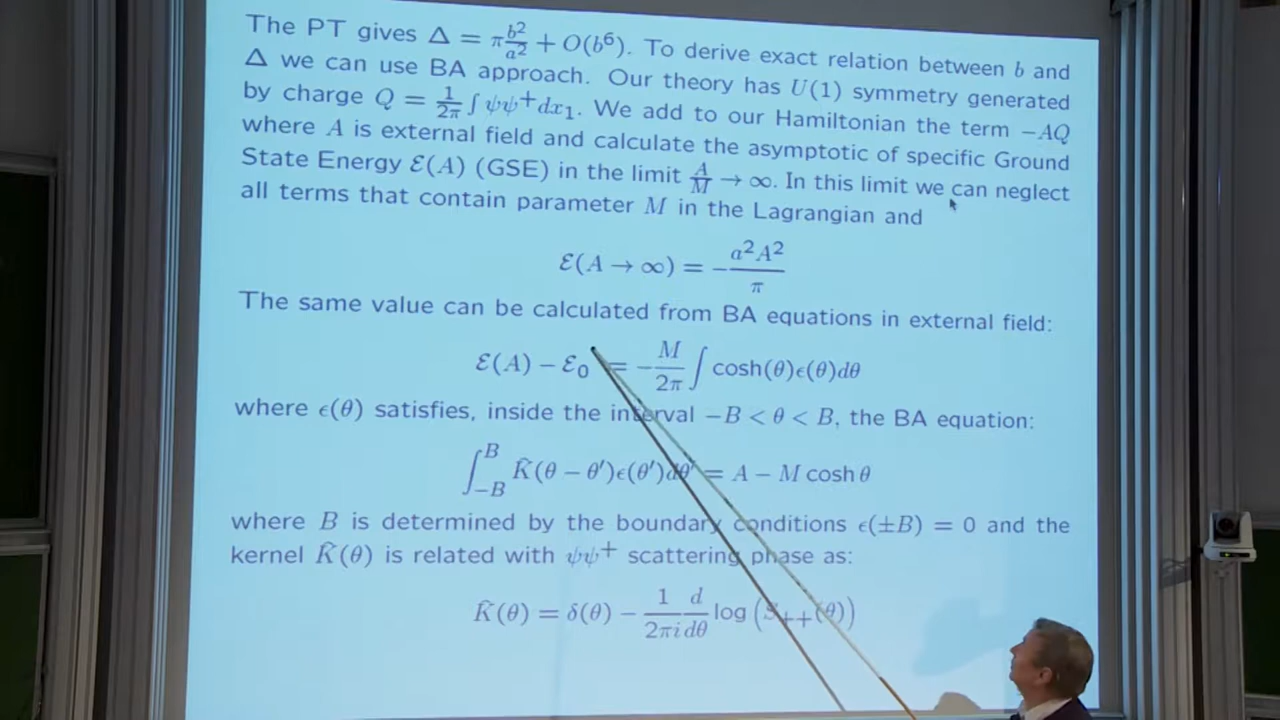 The PT gives Δ = π b²/a² + O(b⁶). To derive exact relation between b and
Δ we can use BA approach. Our theory has U(1) symmetry generated
by charge Q = 1/2π ∫ ψψ⁺dx₁. We add to our Hamiltonian the term −AQ
where A is external field and calculate the asymptotic of specific Ground
State Energy ℰ(A) (GSE) in the limit A/M → ∞. In this limit we can neglect
all terms that contain parameter M in the Lagrangian and
ℰ(A → ∞) = − a²A²/π
The same value can be calculated from BA equations in external field:
ℰ(A) − ℰ₀ = − M/2π ∫ cosh(θ)ϵ(θ)dθ
where ϵ(θ) satisfies, inside the interval −B < θ < B, the BA equation:
∫_{−B}^{B} K̂(θ − θ′)ϵ(θ′)dθ′ = A − M cosh θ
where B is determined by the boundary conditions ϵ(±B) = 0 and the
kernel K̂(θ) is related with ψψ⁺ scattering phase as:
K̂(θ) = δ(θ) − 1/2πi d/dθ log (S₊₊(θ))